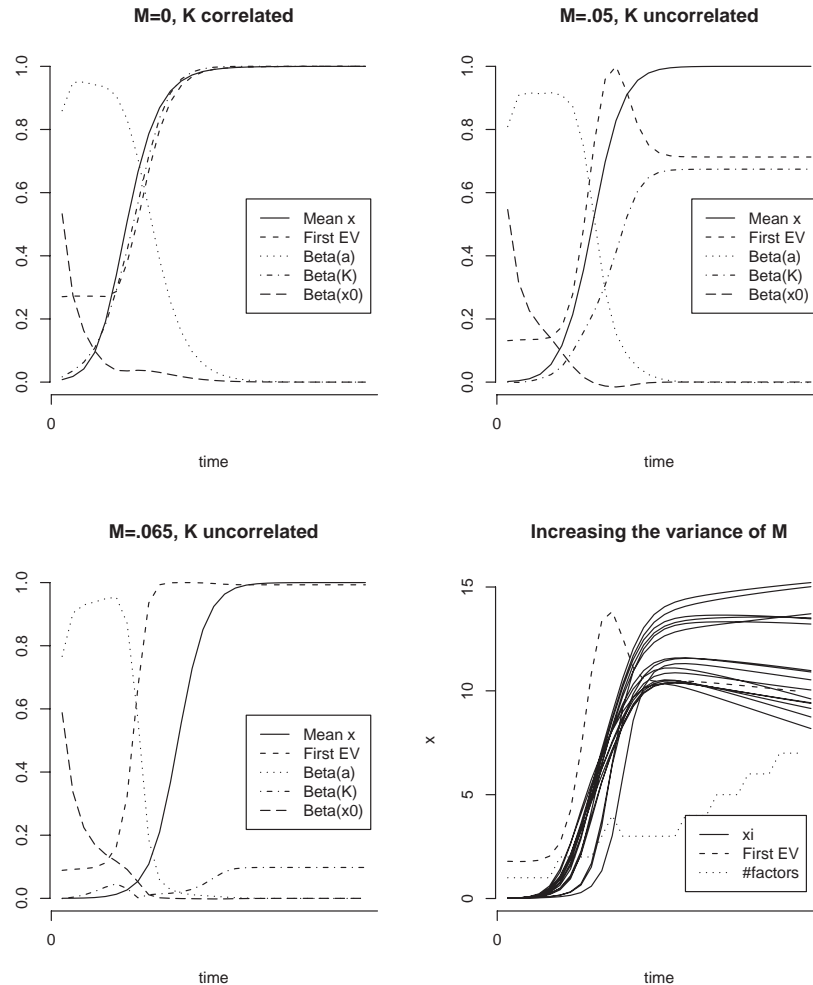 M=0, K correlated
1.0
0.8
0.6
0.4
0.2
0.0
Mean x
First EV
Beta(a)
Beta(K)
Beta(x0)
0
time
M=.05, K uncorrelated
1.0
0.8
0.6
0.4
0.2
0.0
Mean x
First EV
Beta(a)
Beta(K)
Beta(x0)
0
time
M=.065, K uncorrelated
1.0
0.8
0.6
0.4
0.2
0.0
Mean x
First EV
Beta(a)
Beta(K)
Beta(x0)
0
time
Increasing the variance of M
15
10
5
0
x
xi
First EV
#factors
0
time